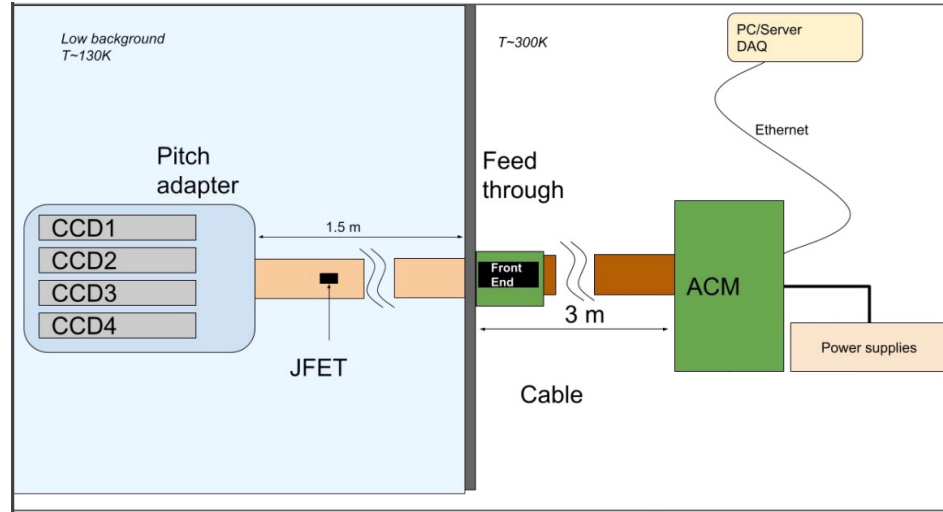 Low background
T~130K
T~300K
PC/Server
DAQ
Ethernet
Pitch
adapter
Feed
through
1.5 m
CCD1
CCD2
CCD3
CCD4
JFET
Front
End
3 m
ACM
Power supplies
Cable